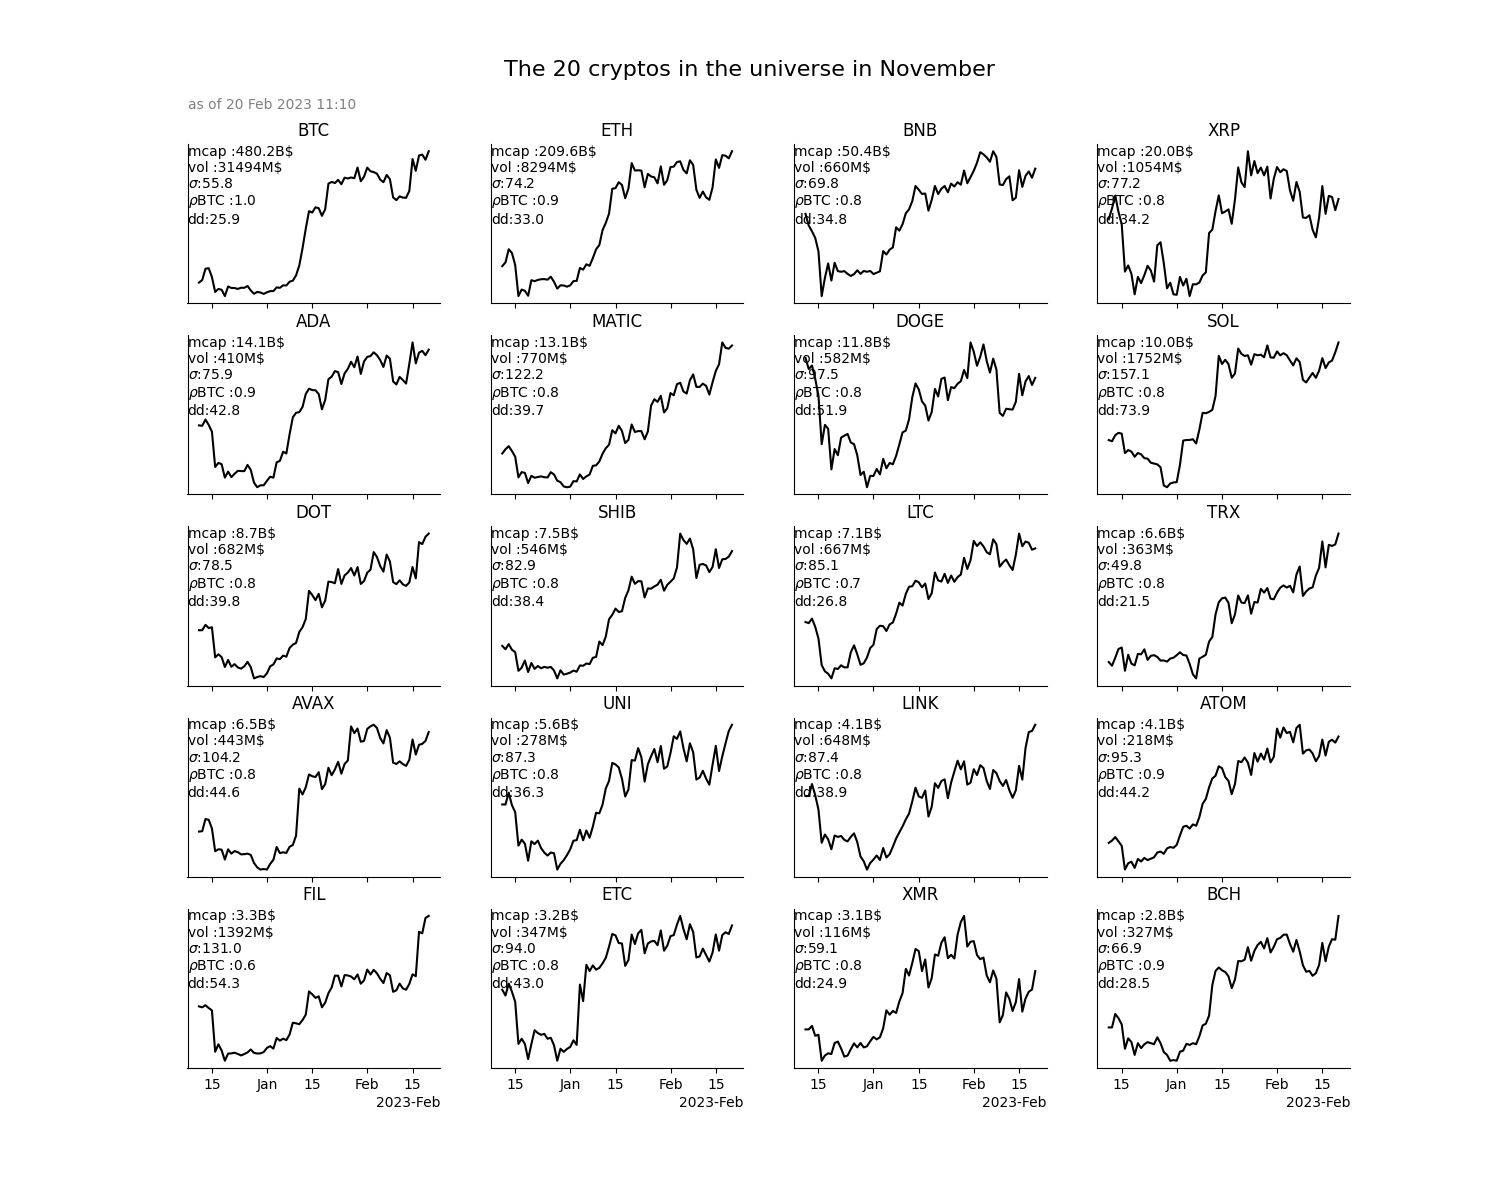 The 20 cryptos in the universe in November
as of 20 Feb 2023 11:10
BTC
mcap :480.2B$
vol :31494M$
σ:55.8
ρBTC :1.0
dd:25.9
ETH
mcap :209.6B$
vol :8294M$
σ:74.2
ρBTC :0.9
dd:33.0
BNB
mcap :50.4B$
vol :660M$
σ:69.8
ρBTC :0.8
dd:34.8
XRP
mcap :20.0B$
vol :1054M$
σ:77.2
ρBTC :0.8
dd:34.2
ADA
mcap :14.1B$
vol :410M$
σ:75.9
ρBTC :0.9
dd:42.8
MATIC
mcap :13.1B$
vol :770M$
σ:122.2
ρBTC :0.8
dd:39.7
DOGE
mcap :11.8B$
vol :582M$
σ:97.5
ρBTC :0.8
dd:51.9
SOL
mcap :10.0B$
vol :1752M$
σ:157.1
ρBTC :0.8
dd:73.9
DOT
mcap :8.7B$
vol :682M$
σ:78.5
ρBTC :0.8
dd:39.8
SHIB
mcap :7.5B$
vol :546M$
σ:82.9
ρBTC :0.8
dd:38.4
LTC
mcap :7.1B$
vol :667M$
σ:85.1
ρBTC :0.7
dd:26.8
TRX
mcap :6.6B$
vol :363M$
σ:49.8
ρBTC :0.8
dd:21.5
AVAX
mcap :6.5B$
vol :443M$
σ:104.2
ρBTC :0.8
dd:44.6
UNI
mcap :5.6B$
vol :278M$
σ:87.3
ρBTC :0.8
dd:36.3
LINK
mcap :4.1B$
vol :648M$
σ:87.4
ρBTC :0.8
dd:38.9
ATOM
mcap :4.1B$
vol :218M$
σ:95.3
ρBTC :0.9
dd:44.2
FIL
mcap :3.3B$
vol :1392M$
σ:131.0
ρBTC :0.6
dd:54.3
ETC
mcap :3.2B$
vol :347M$
σ:94.0
ρBTC :0.8
dd:43.0
XMR
mcap :3.1B$
vol :116M$
σ:59.1
ρBTC :0.8
dd:24.9
BCH
mcap :2.8B$
vol :327M$
σ:66.9
ρBTC :0.9
dd:28.5
15 Jan 15 Feb 15
2023-Feb
15 Jan 15 Feb 15
2023-Feb
15 Jan 15 Feb 15
2023-Feb
15 Jan 15 Feb 15
2023-Feb